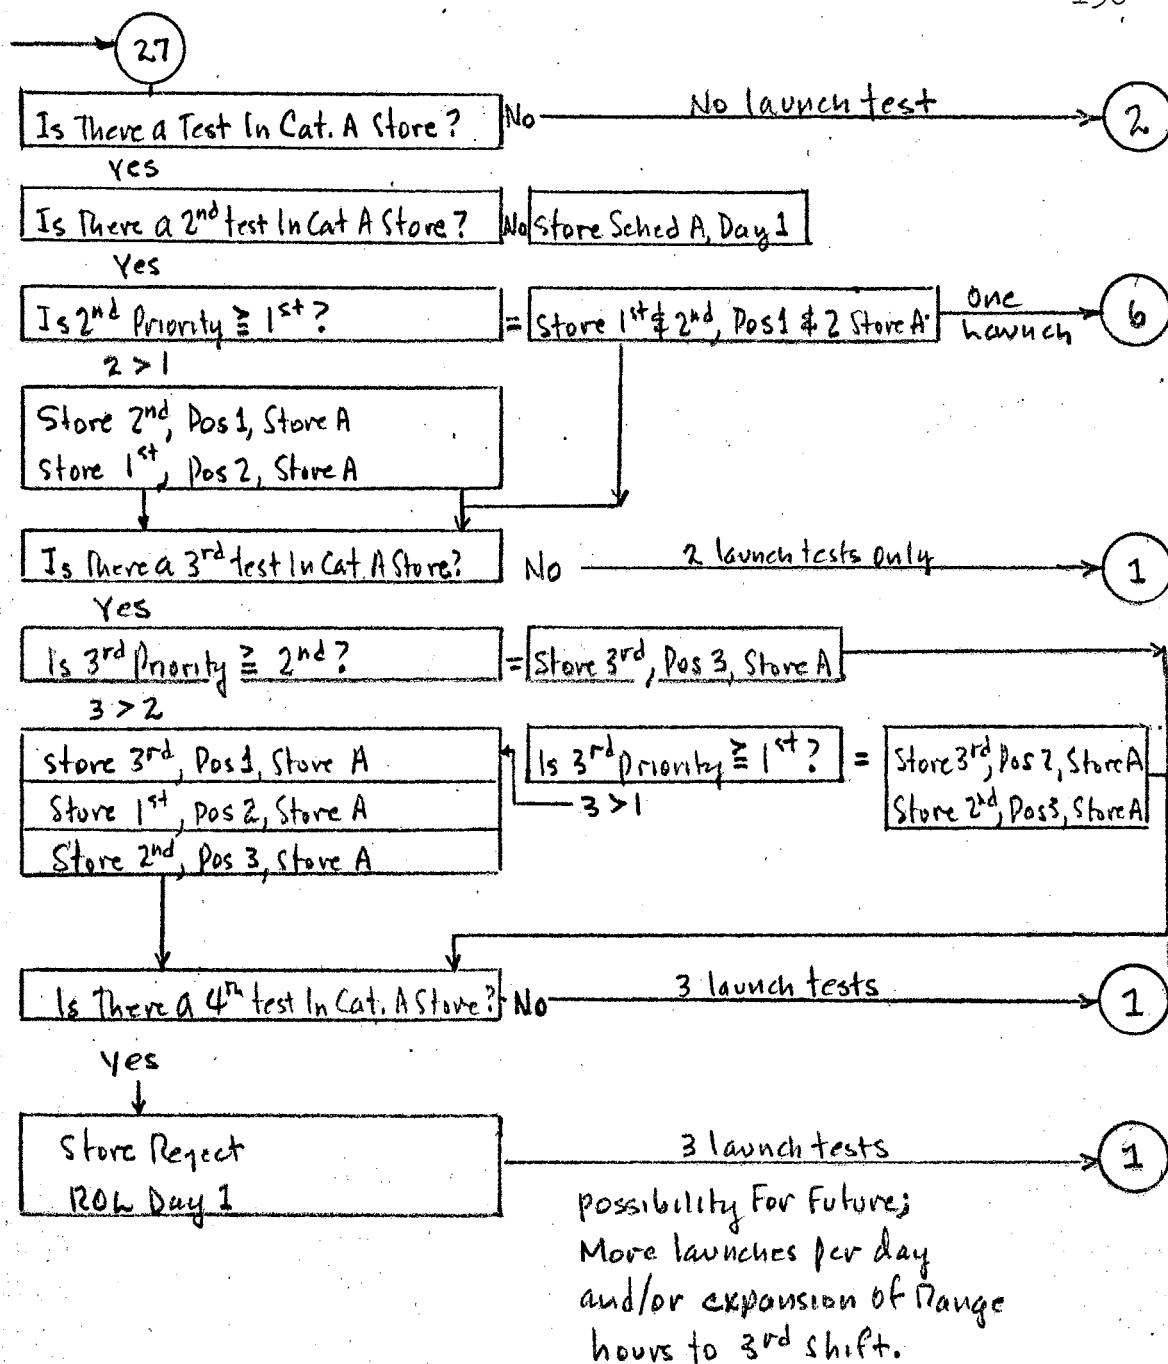 27
Is There a Test In Cat. A Store? No No launch test 2
Yes
Is There a 2nd test In Cat A Store? No Store Sched A, Day 1
Yes
Is 2nd Priority ≧ 1st? = Store 1st & 2nd, Pos 1 & 2 Store A. One 6
2 > 1
Store 2nd, Pos 1, Store A
Store 1st, Pos 2, Store A
Is There a 3rd test In Cat. A Store? No 2 launch tests only 1
Yes
Is 3rd Priority ≧ 2nd? = Store 3rd, Pos 3, Store A
3 > 2
Store 3rd, Pos 1, Store A Is 3rd Priority ≧ 1st? = Store 3rd, Pos 2, Store A
Store 1st, Pos 2, Store A 3 > 1 Store 2nd, Pos 3, Store A
Store 2nd, Pos 3, Store A
Is There a 4th test In Cat. A Store? No 3 launch tests 1
Yes
Store Reject 3 launch tests 1
Day 1
possibility For Future;
More launches per day
and/or expansion of Range
hours to 3rd shift.